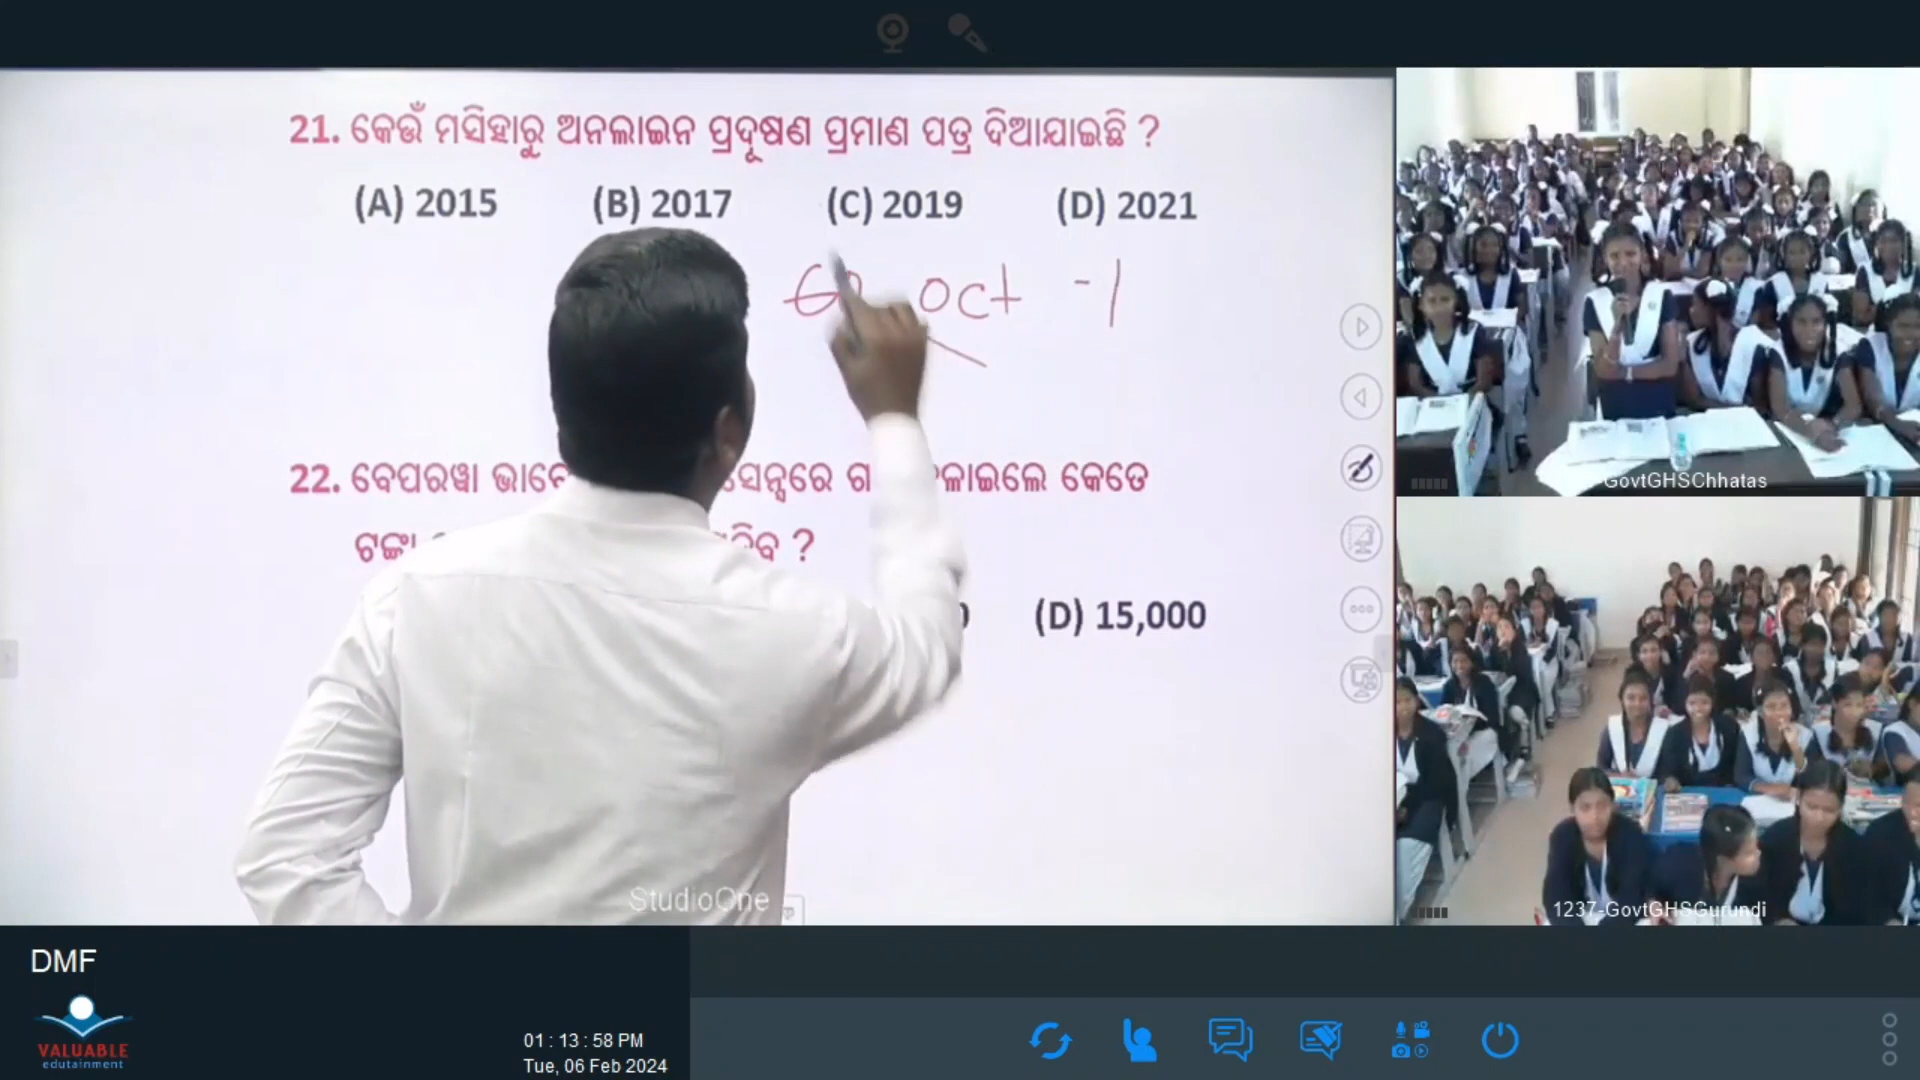 21. କେଉଁ ମସିହାରୁ ଅନଲାଇନ ପ୍ରଦୂଷଣ ପ୍ରମାଣ ପତ୍ର ଦିଆଯାଇଛି ?
(A) 2015 (B) 2017 (C) 2019 (D) 2021
oct - 1
22. ବେପରୱା ଚଳାଇଲେ କେତେ
ଟଙ୍କା ?
(D) 15,000
StudioOne
GovtGHSChhatas
1237-GovtGHSGurundi
DMF
VALUABLE
edutainment
01 : 13 : 58 PM
Tue, 06 Feb 2024